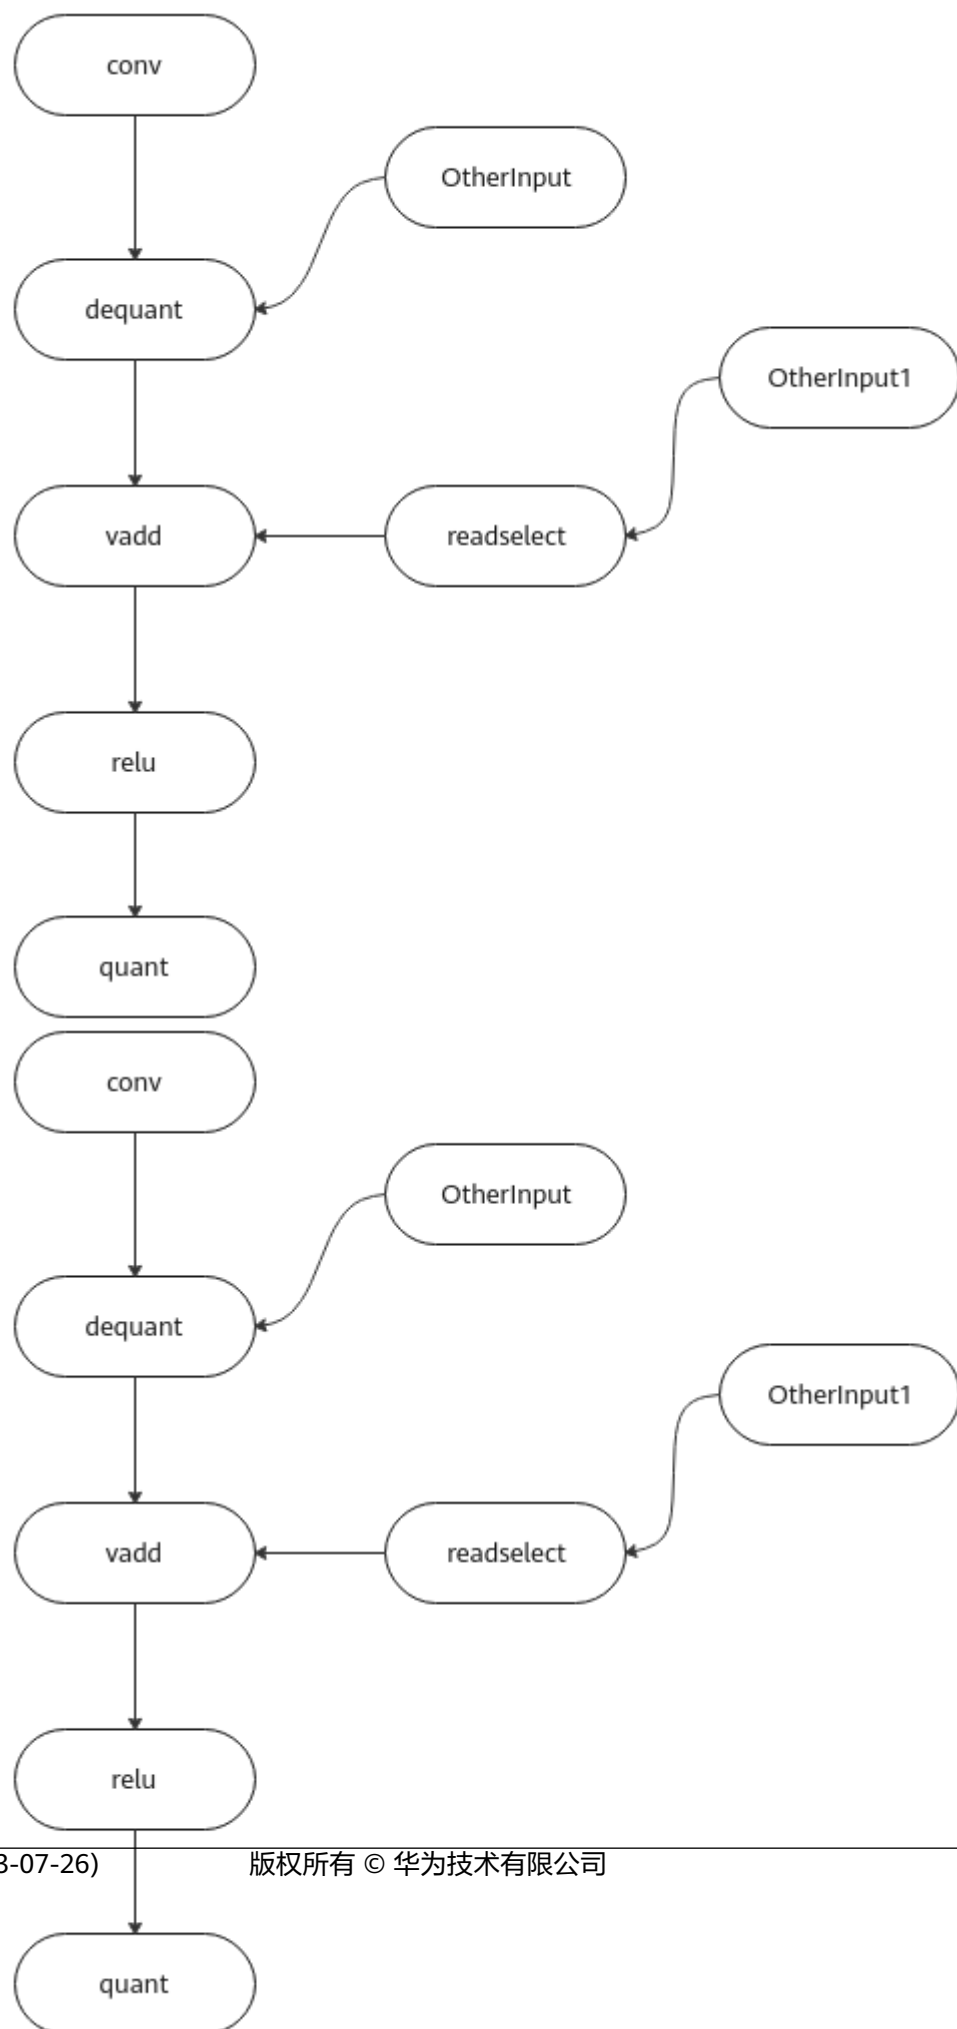 conv
OtherInput
dequant
OtherInput1
vadd
readselect
relu
quant
conv
OtherInput
dequant
OtherInput1
vadd
readselect
relu
3-07-26)
版权所有 © 华为技术有限公司
quant